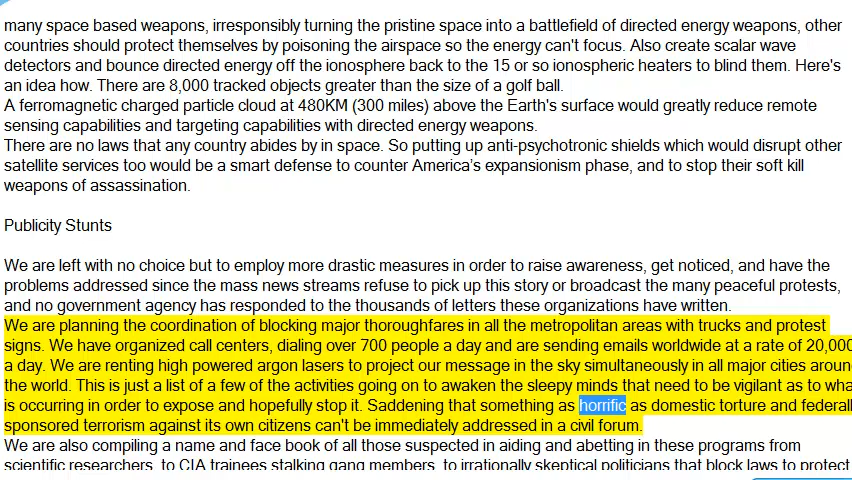 many space based weapons, irresponsibly turning the pristine space into a battlefield of directed energy weapons, other
countries should protect themselves by poisoning the airspace so the energy can't focus. Also create scalar wave
detectors and bounce directed energy off the ionosphere back to the 15 or so ionospheric heaters to blind them. Here's
an idea how. There are 8,000 tracked objects greater than the size of a golf ball.
A ferromagnetic charged particle cloud at 480KM (300 miles) above the Earth's surface would greatly reduce remote
sensing capabilities and targeting capabilities with directed energy weapons.
There are no laws that any country abides by in space. So putting up anti-psychotronic shields which would disrupt other
satellite services too would be a smart defense to counter America's expansionism phase, and to stop their soft kill
weapons of assassination.
Publicity Stunts
We are left with no choice but to employ more drastic measures in order to raise awareness, get noticed, and have the
problems addressed since the mass news streams refuse to pick up this story or broadcast the many peaceful protests,
and no government agency has responded to the thousands of letters these organizations have written.
We are planning the coordination of blocking major thoroughfares in all the metropolitan areas with trucks and protest
signs. We have organized call centers, dialing over 700 people a day and are sending emails worldwide at a rate of 20,000
a day. We are renting high powered argon lasers to project our message in the sky simultaneously in all major cities aroun
the world. This is just a list of a few of the activities going on to awaken the sleepy minds that need to be vigilant as to wha
is occurring in order to expose and hopefully stop it. Saddening that something as horrific as domestic torture and federall
sponsored terrorism against its own citizens can't be immediately addressed in a civil forum.
We are also compiling a name and face book of all those suspected in aiding and abetting in these programs from
scientific researchers, to CIA trainees stalking gang members, to irrationally skeptical politicians that block laws to protect